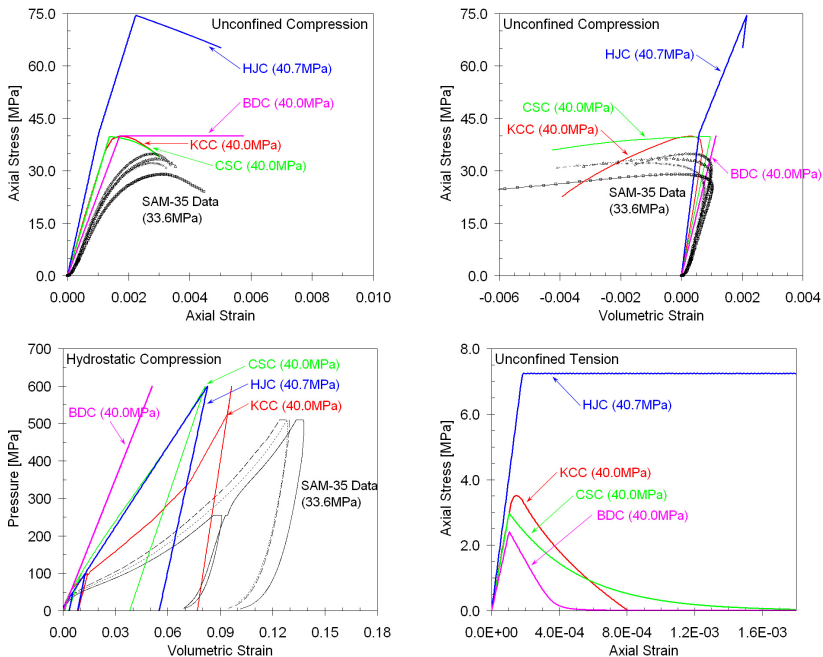 Unconfined Compression
75.0
60.0
45.0
30.0
15.0
0.0
Axial Stress [MPa]
HJC (40.7MPa)
BDC (40.0MPa)
KCC (40.0MPa)
CSC (40.0MPa)
SAM-35 Data
(33.6MPa)
0.000 0.002 0.004 0.006 0.008 0.010
Axial Strain
Unconfined Compression
75.0
60.0
45.0
30.0
15.0
0.0
Axial Stress [MPa]
HJC (40.7MPa)
CSC (40.0MPa)
KCC (40.0MPa)
BDC (40.0MPa)
SAM-35 Data
(33.6MPa)
-0.006 -0.004 -0.002 0.000 0.002 0.004
Volumetric Strain
Hydrostatic Compression
700
600
500
400
300
200
100
0
Pressure [MPa]
CSC (40.0MPa)
HJC (40.7MPa)
KCC (40.0MPa)
BDC (40.0MPa)
SAM-35 Data
(33.6MPa)
0.00 0.03 0.06 0.09 0.12 0.15 0.18
Volumetric Strain
Unconfined Tension
8.0
6.0
4.0
2.0
0.0
Axial Stress [MPa]
HJC (40.7MPa)
KCC (40.0MPa)
CSC (40.0MPa)
BDC (40.0MPa)
0.0E+00 4.0E-04 8.0E-04 1.2E-03 1.6E-03
Axial Strain